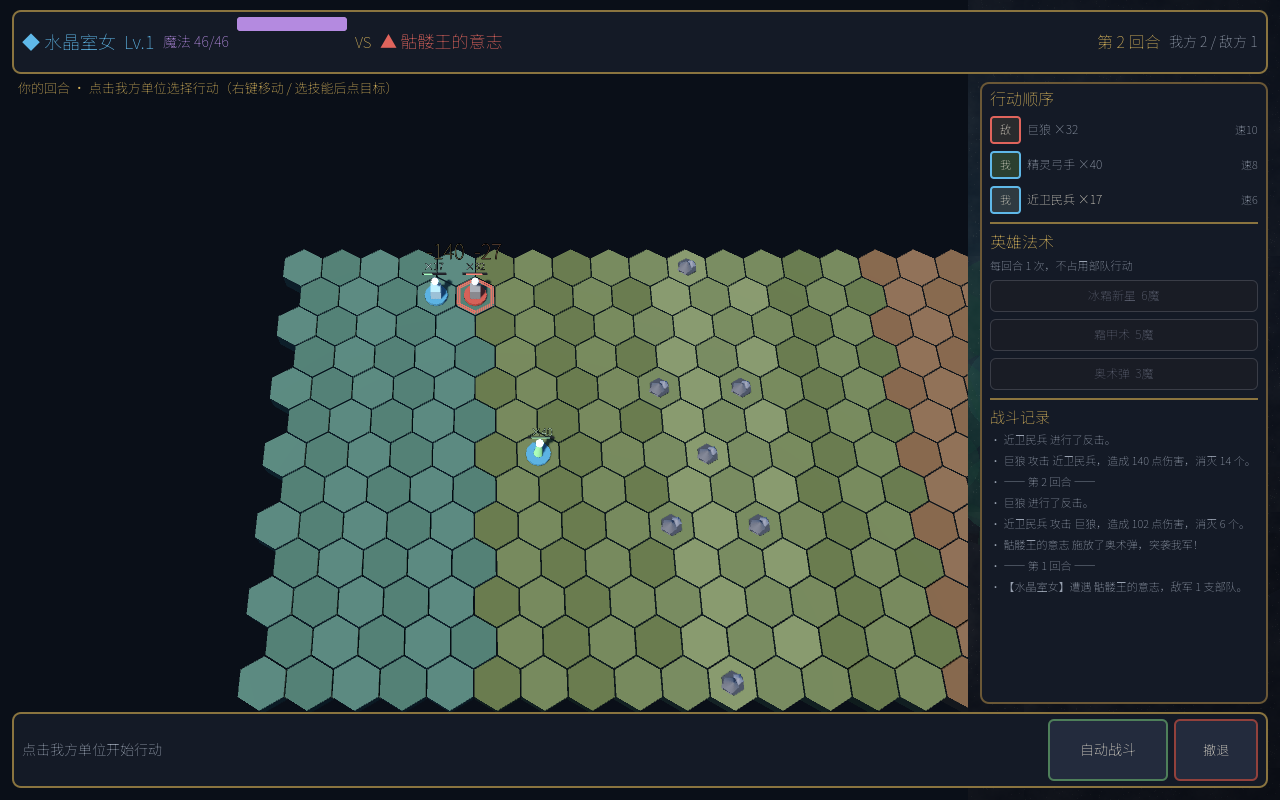 水晶室女 Lv.1 魔法 46/46 VS 骷髅王的意志 第 2 回合 我方 2 / 敌方 1
你的回合 · 点击我方单位选择行动（右键移动 / 选技能后点目标）
行动顺序
敌 巨狼 ×32 速10
我 精灵弓手 ×40 速8
我 近卫民兵 ×17 速6
英雄法术
每回合 1 次，不占用部队行动
冰霜新星 6魔
霜甲术 5魔
奥术弹 3魔
战斗记录
· 近卫民兵 进行了反击。
· 巨狼 攻击 近卫民兵，造成 140 点伤害，消灭 14 个。
· —— 第 2 回合 ——
· 巨狼 进行了反击。
· 近卫民兵 攻击 巨狼，造成 102 点伤害，消灭 6 个。
· 骷髅王的意志 施放了奥术弹，突袭我军！
· —— 第 1 回合 ——
· 【水晶室女】遭遇 骷髅王的意志，敌军 1 支部队。
点击我方单位开始行动
自动战斗
撤退